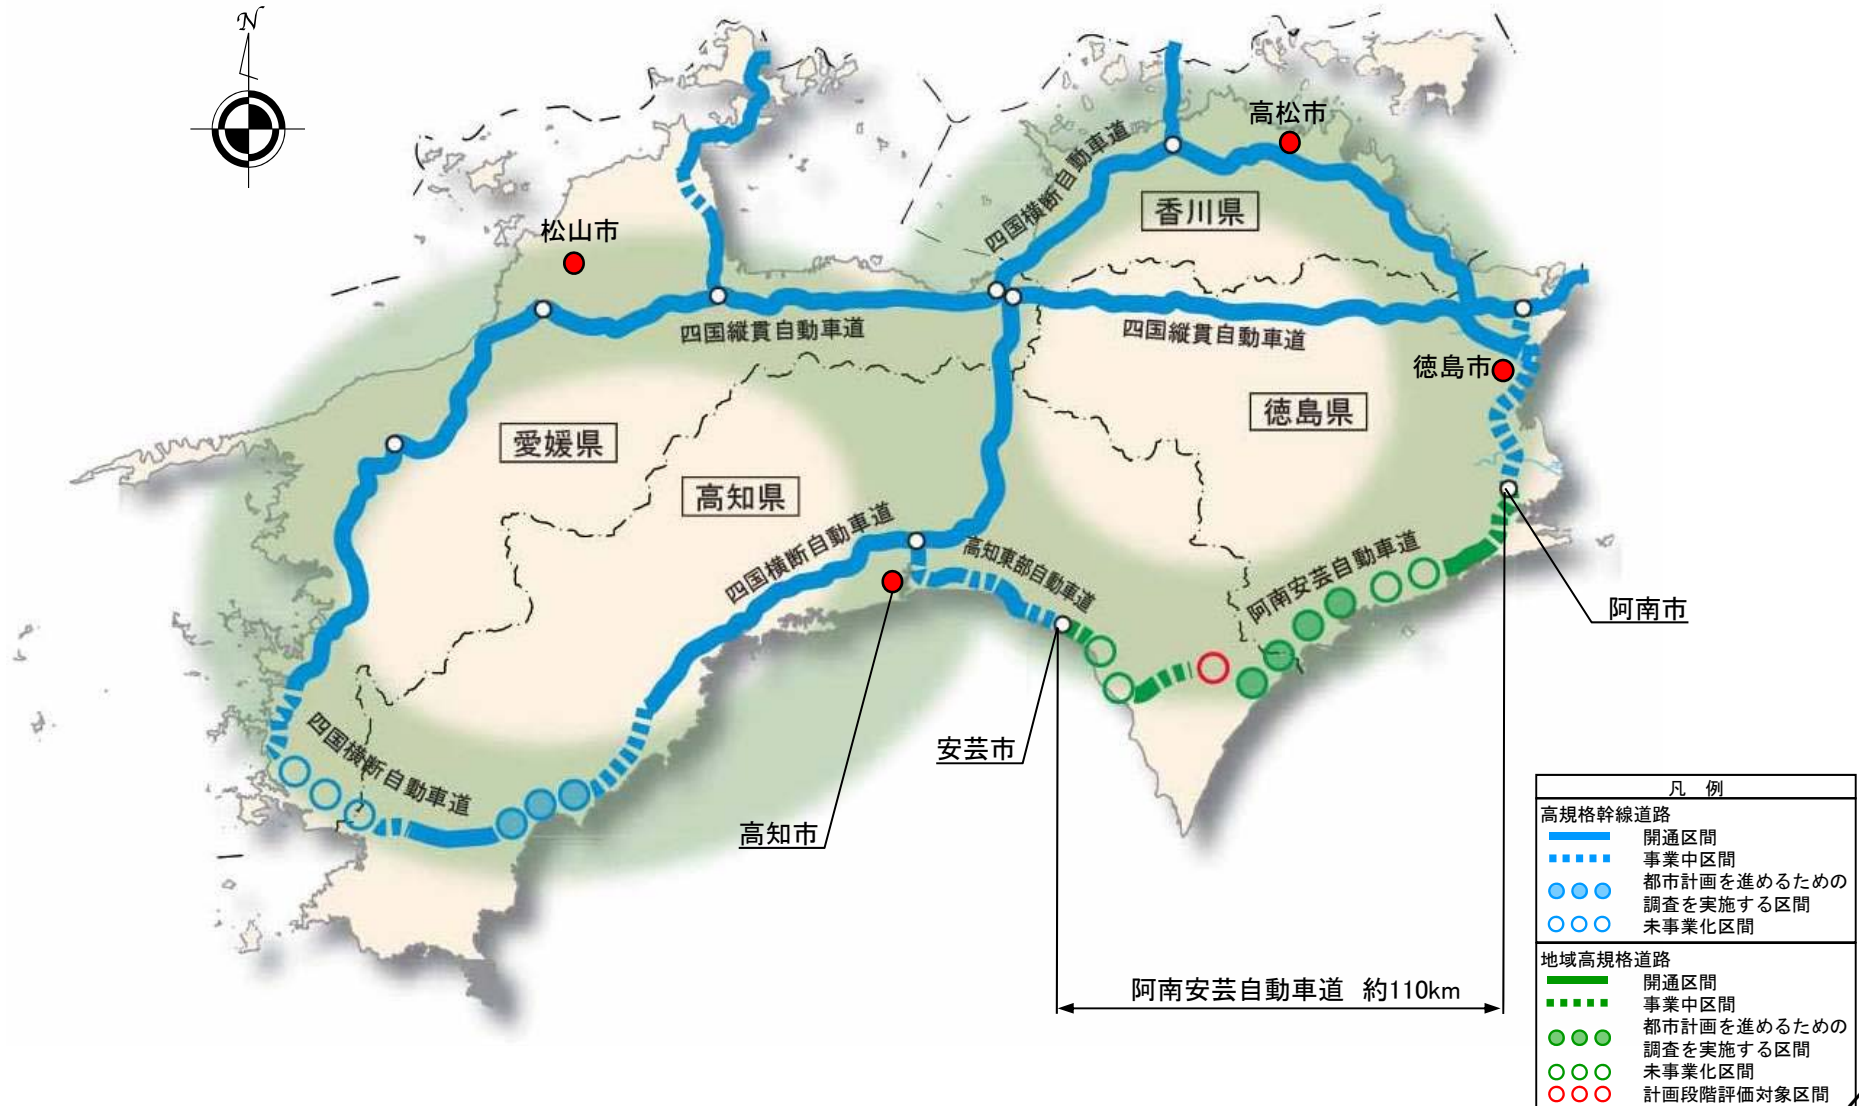 N
高松市
四国横断自動車道
香川県
松山市
四国縦貫自動車道
四国縦貫自動車道
徳島市
徳島県
愛媛県
高知県
四国横断自動車道
高知東部自動車道
阿南安芸自動車道
阿南市
四国横断自動車道
安芸市
高知市
阿南安芸自動車道 約110km
凡 例
高規格幹線道路
開通区間
事業中区間
都市計画を進めるための
調査を実施する区間
未事業化区間
地域高規格道路
開通区間
事業中区間
都市計画を進めるための
調査を実施する区間
未事業化区間
計画段階評価対象区間